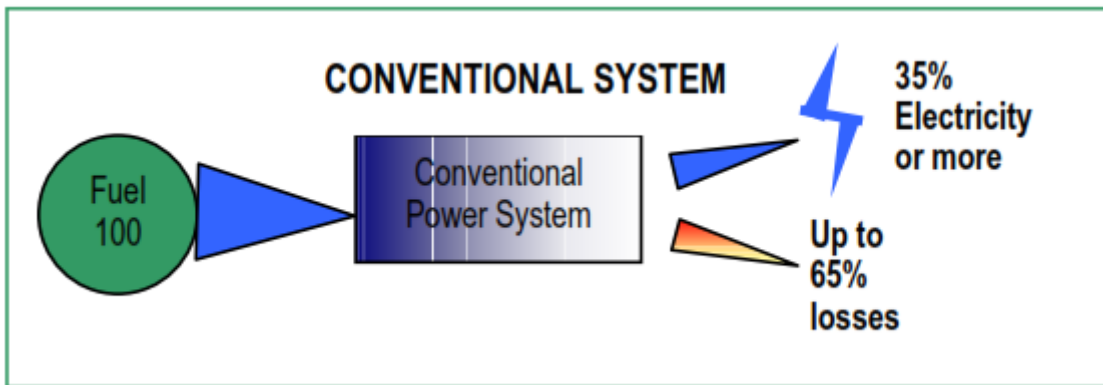 CONVENTIONAL SYSTEM
Fuel
100
Conventional
Power System
35%
Electricity
or more
Up to
65%
losses